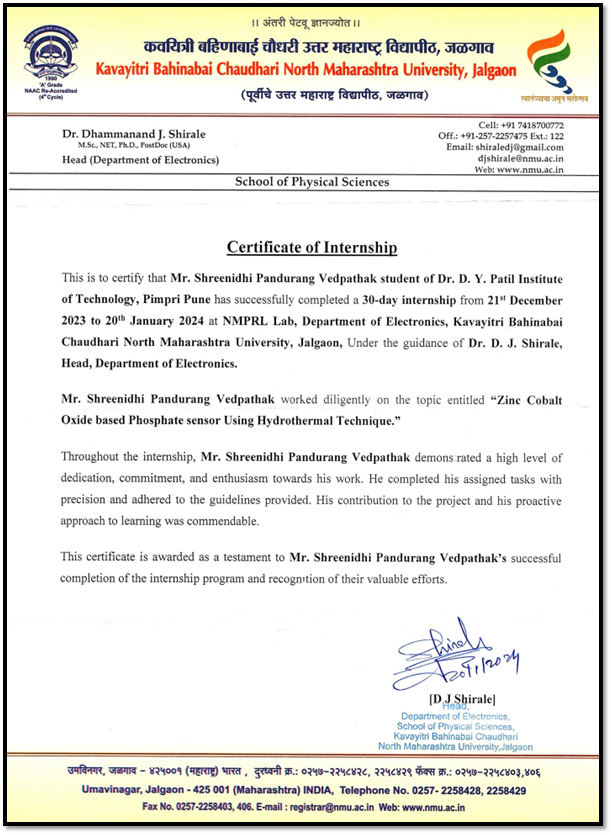 ।। अंतरी पेटवू ज्ञानज्योत ।।
कवयित्री बहिणाबाई चौधरी उत्तर महाराष्ट्र विद्यापीठ, जळगाव
Kavayitri Bahinabai Chaudhari North Maharashtra University, Jalgaon
(पूर्वीचे उत्तर महाराष्ट्र विद्यापीठ, जळगाव)
1990
'A' Grade
NAAC Re-Accredited
(4th Cycle)
स्वातंत्र्याचा अमृत महोत्सव
Dr. Dhammanand J. Shirale
M.Sc., NET, Ph.D., PostDoc (USA)
Head (Department of Electronics)
Cell: +91 7418700772
Off.: +91-257-2257475 Ext.: 122
Email: shiraledj@gmail.com
djshirale@nmu.ac.in
Web: www.nmu.ac.in
School of Physical Sciences
Certificate of Internship
This is to certify that Mr. Shreenidhi Pandurang Vedpathak student of Dr. D. Y. Patil Institute
of Technology, Pimpri Pune has successfully completed a 30-day internship from 21st December
2023 to 20th January 2024 at NMPRL Lab, Department of Electronics, Kavayitri Bahinabai
Chaudhari North Maharashtra University, Jalgaon, Under the guidance of Dr. D. J. Shirale,
Head, Department of Electronics.
Mr. Shreenidhi Pandurang Vedpathak worked diligently on the topic entitled “Zinc Cobalt
Oxide based Phosphate sensor Using Hydrothermal Technique.”
Throughout the internship, Mr. Shreenidhi Pandurang Vedpathak demonstrated a high level of
dedication, commitment, and enthusiasm towards his work. He completed his assigned tasks with
precision and adhered to the guidelines provided. His contribution to the project and his proactive
approach to learning was commendable.
This certificate is awarded as a testament to Mr. Shreenidhi Pandurang Vedpathak’s successful
completion of the internship program and recognition of their valuable efforts.
Shirale
20/1/2024
[D J Shirale]
Head,
Department of Electronics,
School of Physical Sciences,
Kavayitri Bahinabai Chaudhari
North Maharashtra University,Jalgaon
उमविनगर, जळगाव - ४२५००१ (महाराष्ट्र) भारत , दुरध्वनी क्र.: ०२५७-२२५८४२८, २२५८४२९ फॅक्स क्र.: ०२५७-२२५८४०३,४०६
Umavinagar, Jalgaon - 425 001 (Maharashtra) INDIA, Telephone No. 0257- 2258428, 2258429
Fax No. 0257-2258403, 406. E-mail : registrar@nmu.ac.in Web: www.nmu.ac.in